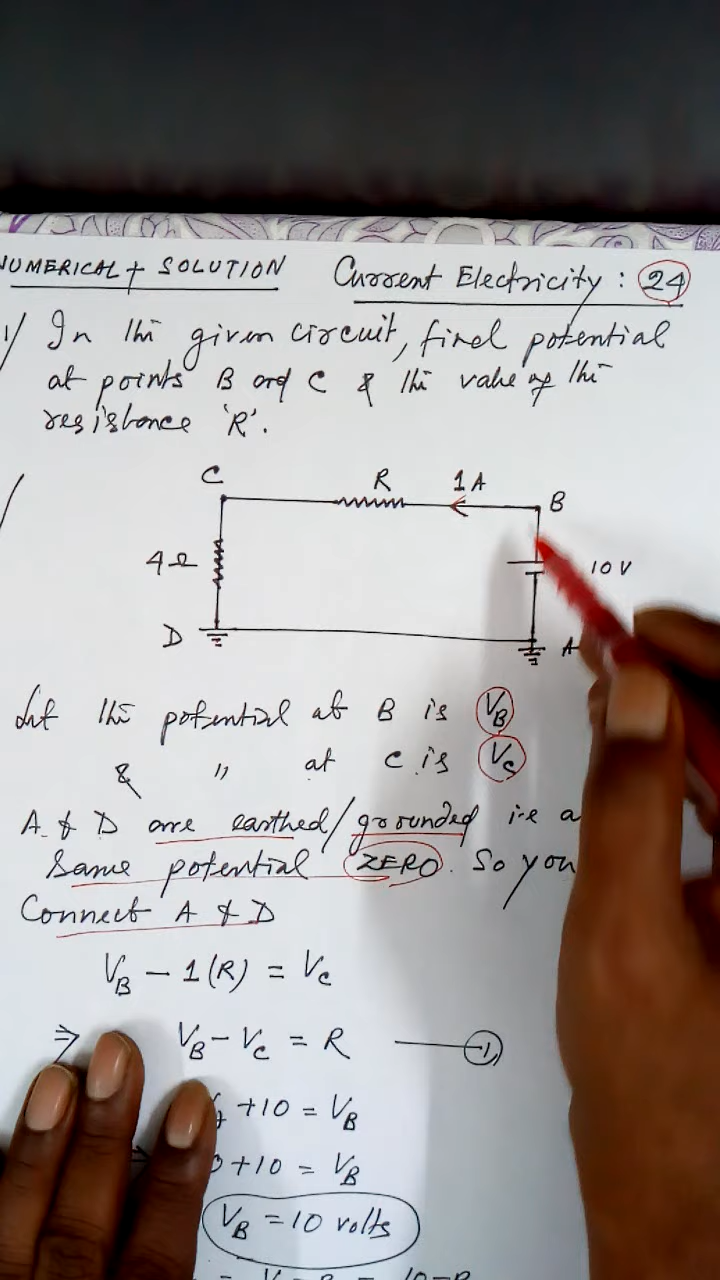 NUMERICAL + SOLUTION Current Electricity: 24
1/ In the given circuit, find potential
at points B and C & the value of the
resistance 'R'.
C R 1A B
4Ω 10V
D A
Let the potential at B is VB
& " at C is Vc
A & D are earthed/grounded i.e a
Same potential ZERO. So you
Connect A & D
VB - 1(R) = Vc
⇒ VB - Vc = R — 1
+10 = VB
0+10 = VB
VB = 10 volts